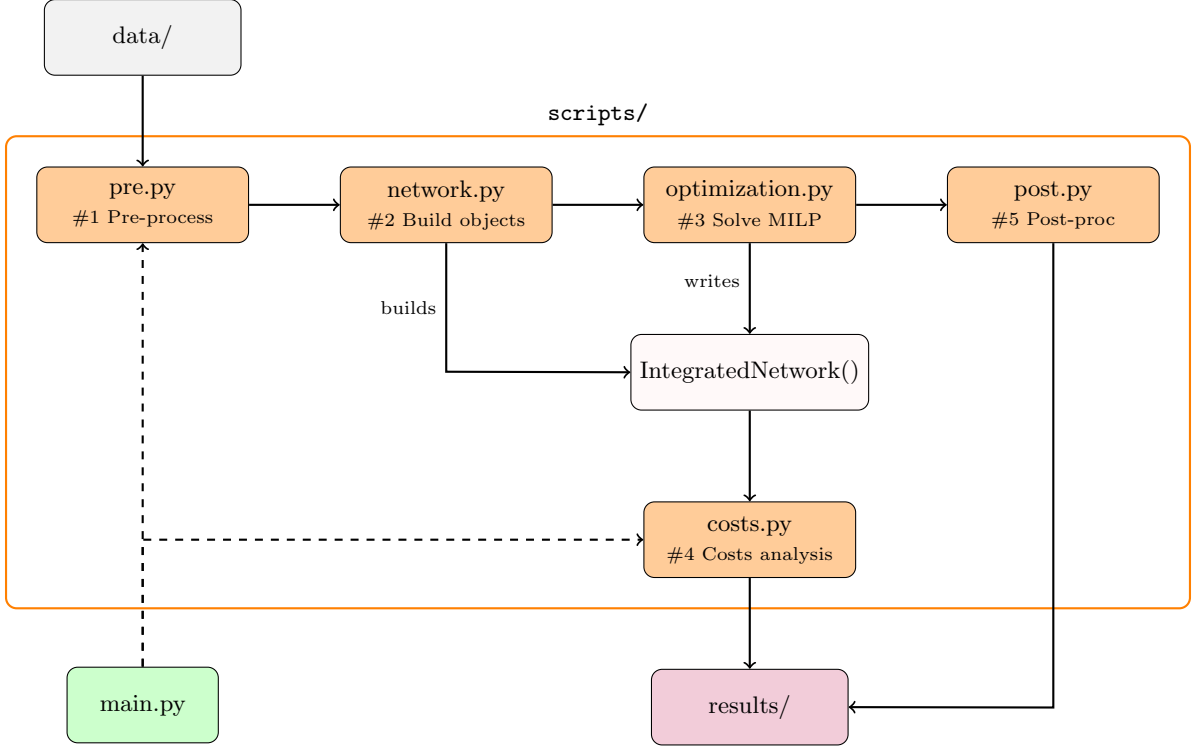 data/
scripts/
pre.py
#1 Pre-process
network.py
#2 Build objects
optimization.py
#3 Solve MILP
post.py
#5 Post-proc
writes
builds
IntegratedNetwork()
costs.py
#4 Costs analysis
main.py
results/